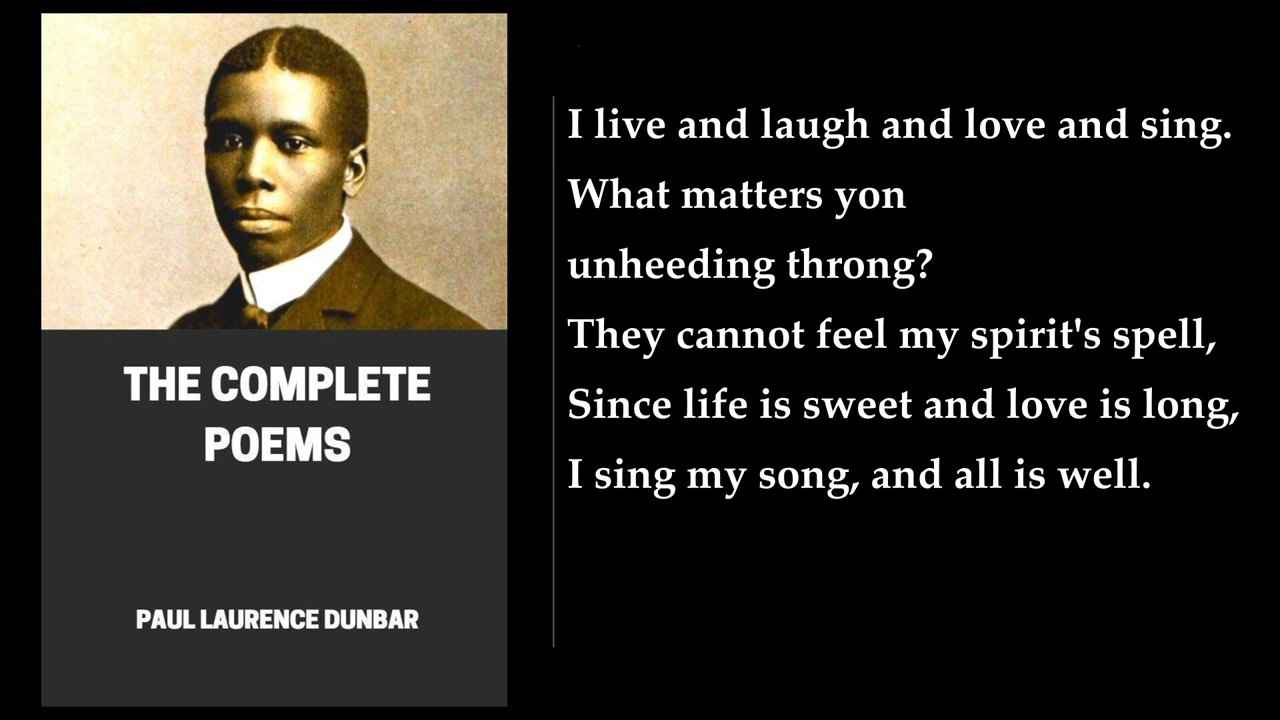 THE COMPLETE
POEMS
PAUL LAURENCE DUNBAR
I live and laugh and love and sing.
What matters yon
unheeding throng?
They cannot feel my spirit's spell,
Since life is sweet and love is long,
I sing my song, and all is well.